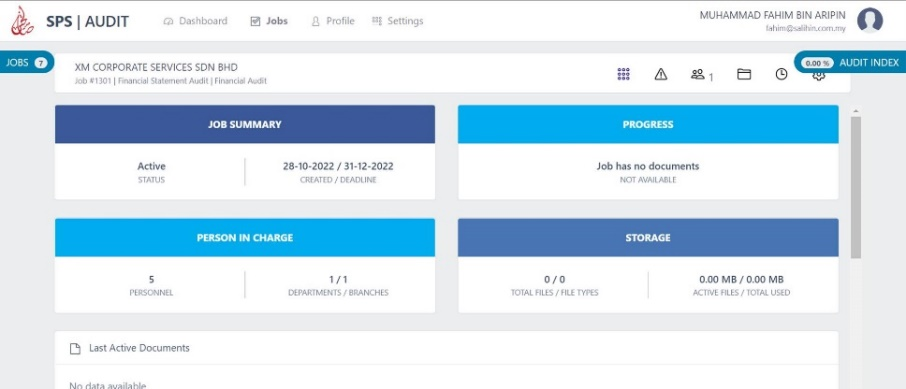 SPS | AUDIT
Dashboard
Jobs
Profile
Settings
MUHAMMAD FAHIM BIN ARIPIN
fahim@salihin.com.my
JOBS 7
XM CORPORATE SERVICES SDN BHD
Job #1301 | Financial Statement Audit | Financial Audit
1
0.00 % AUDIT INDEX
JOB SUMMARY
Active
STATUS
28-10-2022 / 31-12-2022
CREATED / DEADLINE
PROGRESS
Job has no documents
NOT AVAILABLE
PERSON IN CHARGE
5
PERSONNEL
1 / 1
DEPARTMENTS / BRANCHES
STORAGE
0 / 0
TOTAL FILES / FILE TYPES
0.00 MB / 0.00 MB
ACTIVE FILES / TOTAL USED
Last Active Documents
No data available